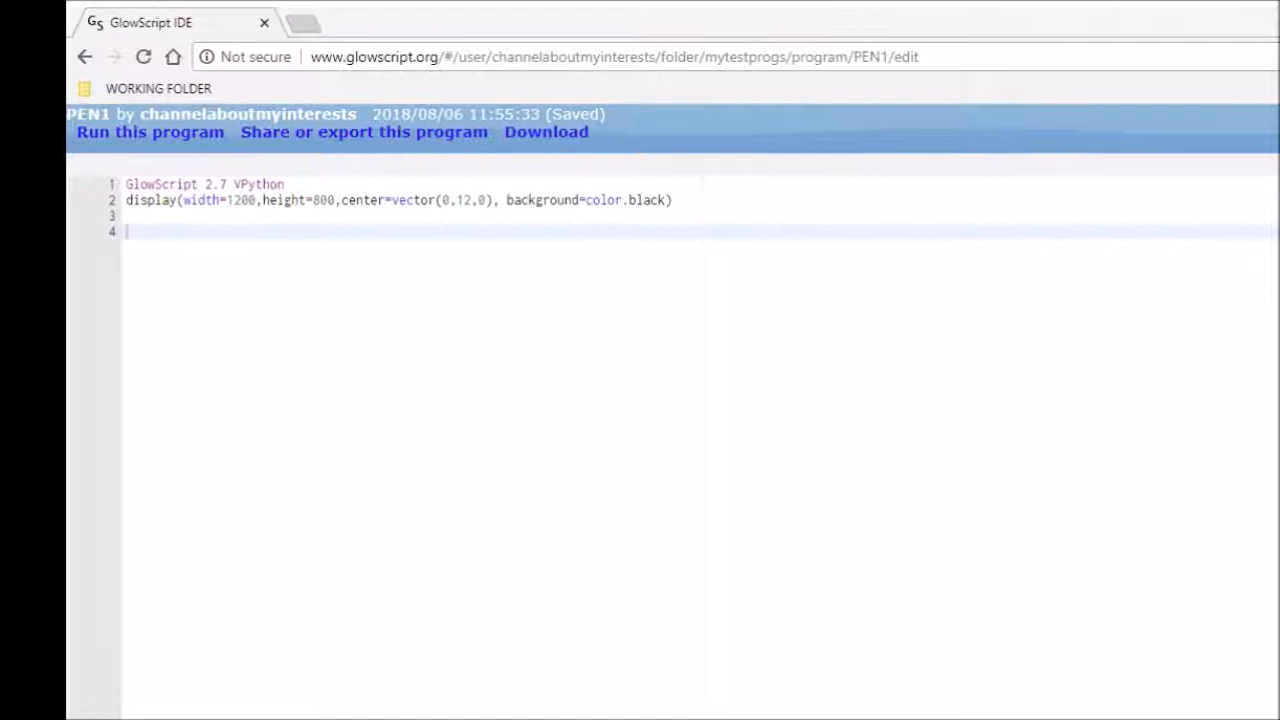 GS GlowScript IDE
Not secure www.glowscript.org/#/user/channelaboutmyinterests/folder/mytestprogs/program/PEN1/edit
WORKING FOLDER
PEN1 by channelaboutmyinterests 2018/08/06 11:55:33 (Saved)
Run this program Share or export this program Download
1 GlowScript 2.7 VPython
2 display(width=1200,height=800,center=vector(0,12,0), background=color.black)
3
4